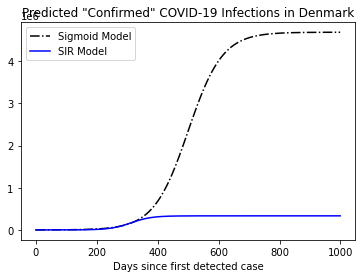 Predicted "Confirmed" COVID-19 Infections in Denmark
1e6
Sigmoid Model
SIR Model
4
3
2
1
0
0 200 400 600 800 1000
Days since first detected case